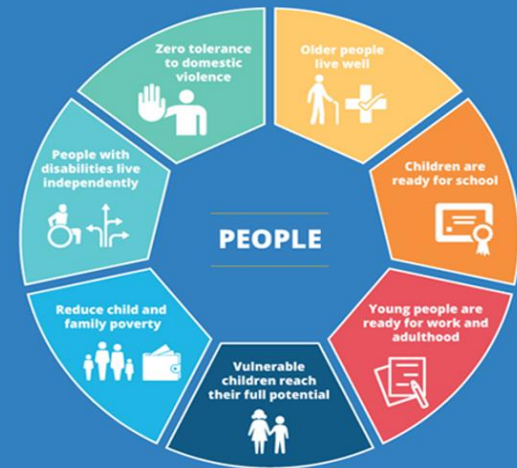 Zero tolerance
to domestic
violence
Older people
live well
People with
disabilities live
independently
Children are
ready for school
PEOPLE
Reduce child and
family poverty
Young people are
ready for work and
adulthood
Vulnerable
children reach
their full potential